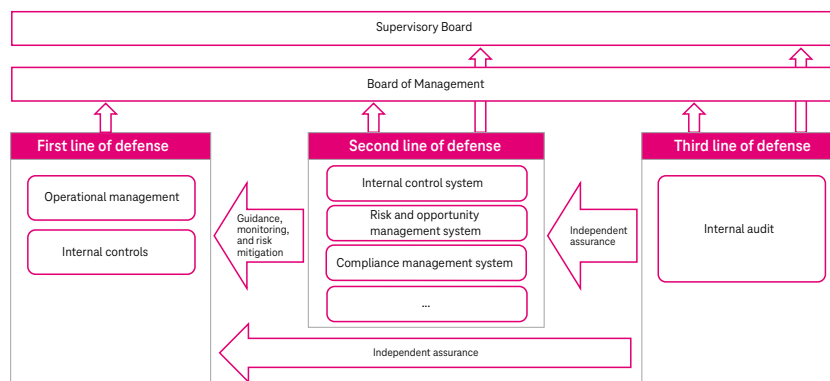 Supervisory Board
Board of Management
First line of defense
Second line of defense
Third line of defense
Operational management
Internal controls
Guidance,
monitoring,
and risk
mitigation
Internal control system
Risk and opportunity
management system
Compliance management system
...
Independent
assurance
Internal audit
Independent assurance